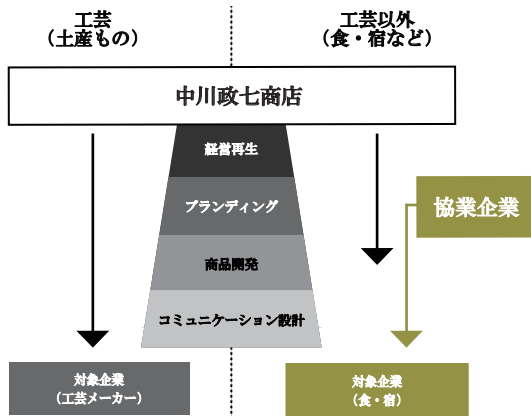 工芸
（土産もの）
工芸以外
（食・宿など）
中川政七商店
経営再生
ブランディング
商品開発
コミュニケーション設計
協業企業
対象企業
（工芸メーカー）
対象企業
（食・宿）